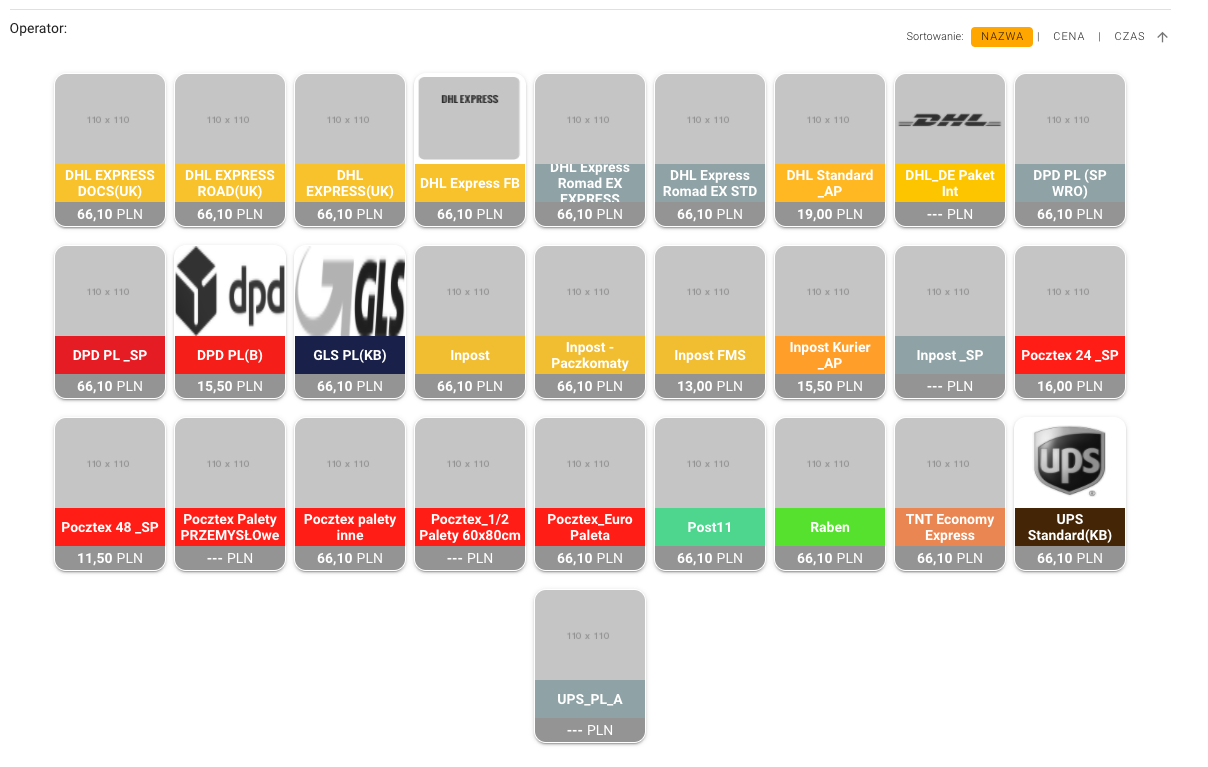 Operator:
Sortowanie: NAZWA | CENA | CZAS
110 x 110
DHL EXPRESS
DOCS(UK)
66,10 PLN
110 x 110
DHL EXPRESS
ROAD(UK)
66,10 PLN
110 x 110
DHL
EXPRESS(UK)
66,10 PLN
DHL EXPRESS
DHL Express FB
66,10 PLN
110 x 110
DHL Express
Romad EX
EXPRESS
66,10 PLN
110 x 110
DHL Express
Romad EX STD
66,10 PLN
110 x 110
DHL Standard
_AP
19,00 PLN
DHL
DHL_DE Paket
Int
--- PLN
110 x 110
DPD PL (SP
WRO)
66,10 PLN
110 x 110
DPD PL _SP
66,10 PLN
dpd
DPD PL(B)
15,50 PLN
GLS
GLS PL(KB)
66,10 PLN
110 x 110
Inpost
66,10 PLN
110 x 110
Inpost -
Paczkomaty
66,10 PLN
110 x 110
Inpost FMS
13,00 PLN
110 x 110
Inpost Kurier
_AP
15,50 PLN
110 x 110
Inpost _SP
--- PLN
110 x 110
Pocztex 24 _SP
16,00 PLN
110 x 110
Pocztex 48 _SP
11,50 PLN
110 x 110
Pocztex Palety
PRZEMYSŁOwe
--- PLN
110 x 110
Pocztex palety
inne
66,10 PLN
110 x 110
Pocztex_1/2
Palety 60x80cm
--- PLN
110 x 110
Pocztex_Euro
Paleta
66,10 PLN
110 x 110
Post11
66,10 PLN
110 x 110
Raben
66,10 PLN
110 x 110
TNT Economy
Express
66,10 PLN
ups
UPS
Standard(KB)
66,10 PLN
110 x 110
UPS_PL_A
--- PLN